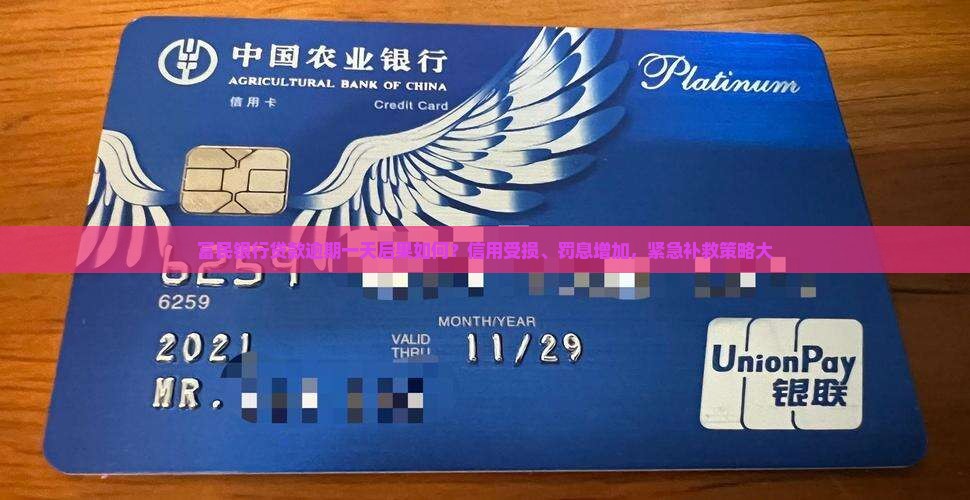 中国农业银行
AGRICULTURAL BANK OF CHINA
信用卡 Credit Card
Platinum
富民银行贷款逾期一天后果如何？信用受损、罚息增加，紧急补救策略大
6259
6259
MONTH/YEAR
2021 VALID THRU 11/29
MR.
UnionPay
银联